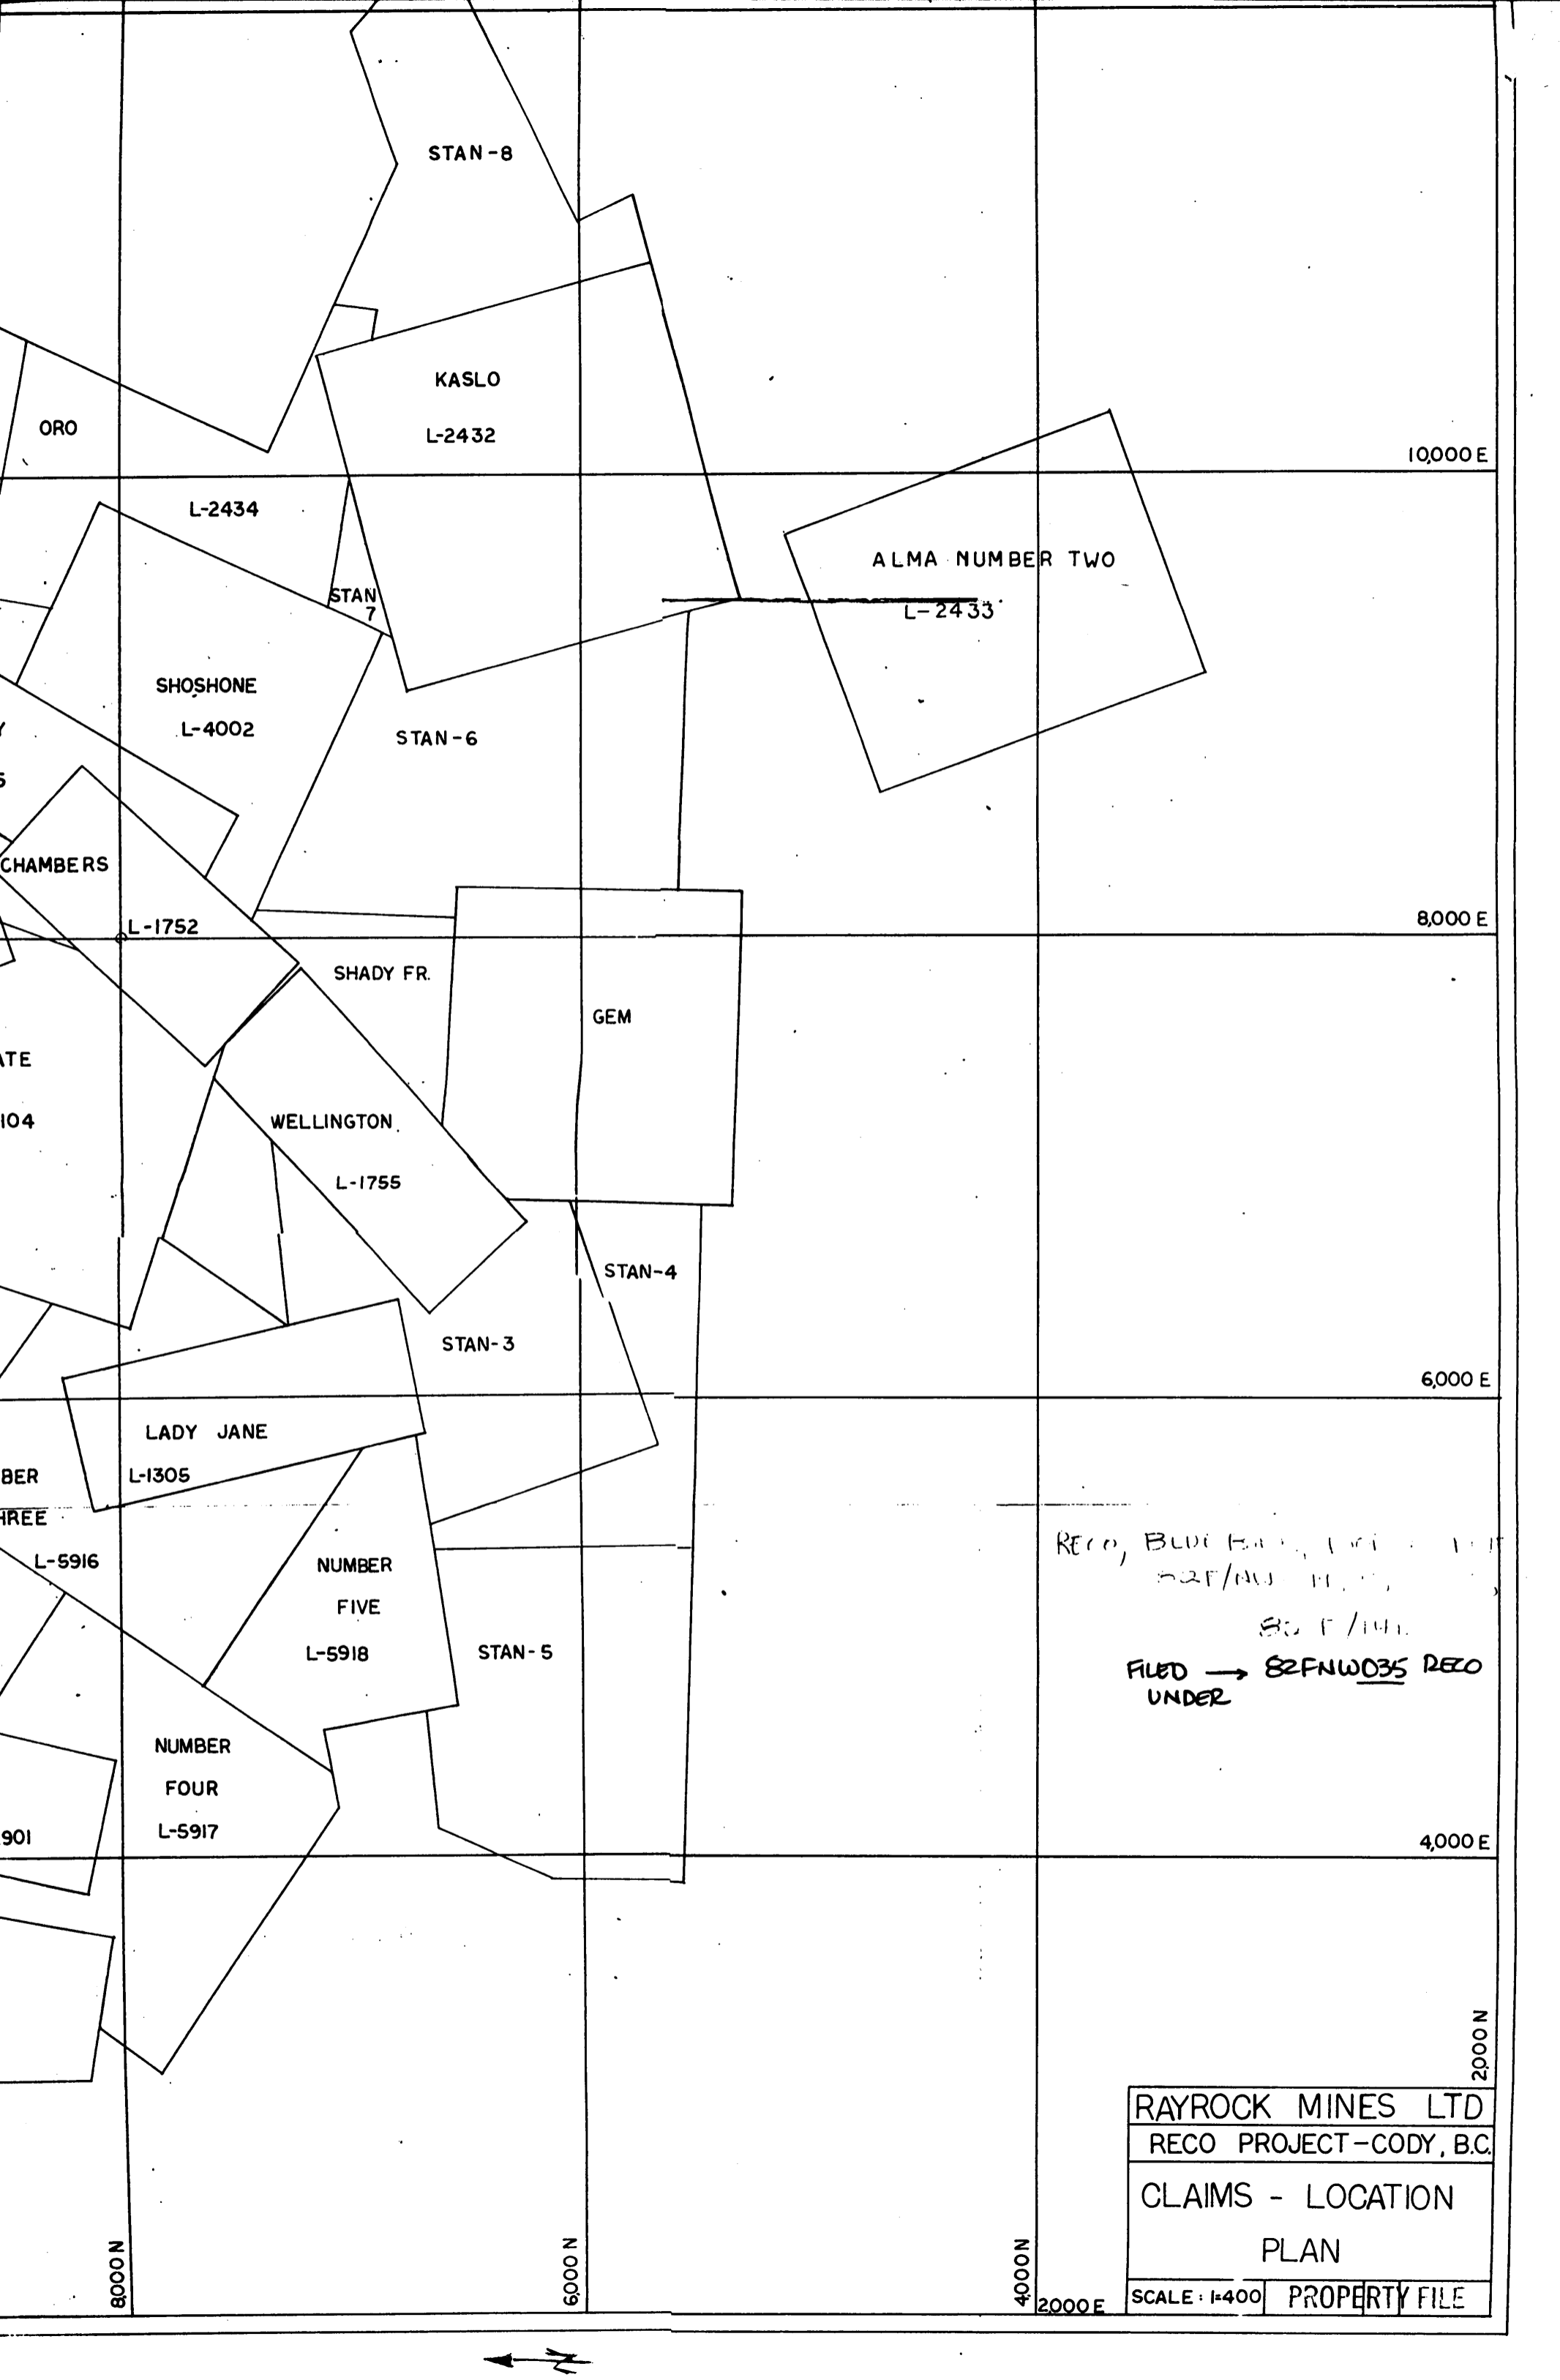 STAN-8
KASLO
L-2432
ORO
10,000 E
L-2434
ALMA NUMBER TWO
L-2433
STAN
7
SHOSHONE
L-4002
STAN-6
Y
5
CHAMBERS
L-1752
8,000 E
SHADY FR.
GEM
ATE
104
WELLINGTON
L-1755
STAN-4
STAN-3
6,000 E
LADY JANE
L-1305
BER
HREE
L-5916
NUMBER
FIVE
L-5918
STAN-5
RECO,
FILED → 82FNW035 RECO
UNDER
NUMBER
FOUR
L-5917
901
4,000 E
2,000 N
RAYROCK MINES LTD
RECO PROJECT-CODY, B.C.
CLAIMS - LOCATION
PLAN
SCALE : 1=400
PROPERTY FILE
8,000 N
6,000 N
4,000 N
2,000 E
N